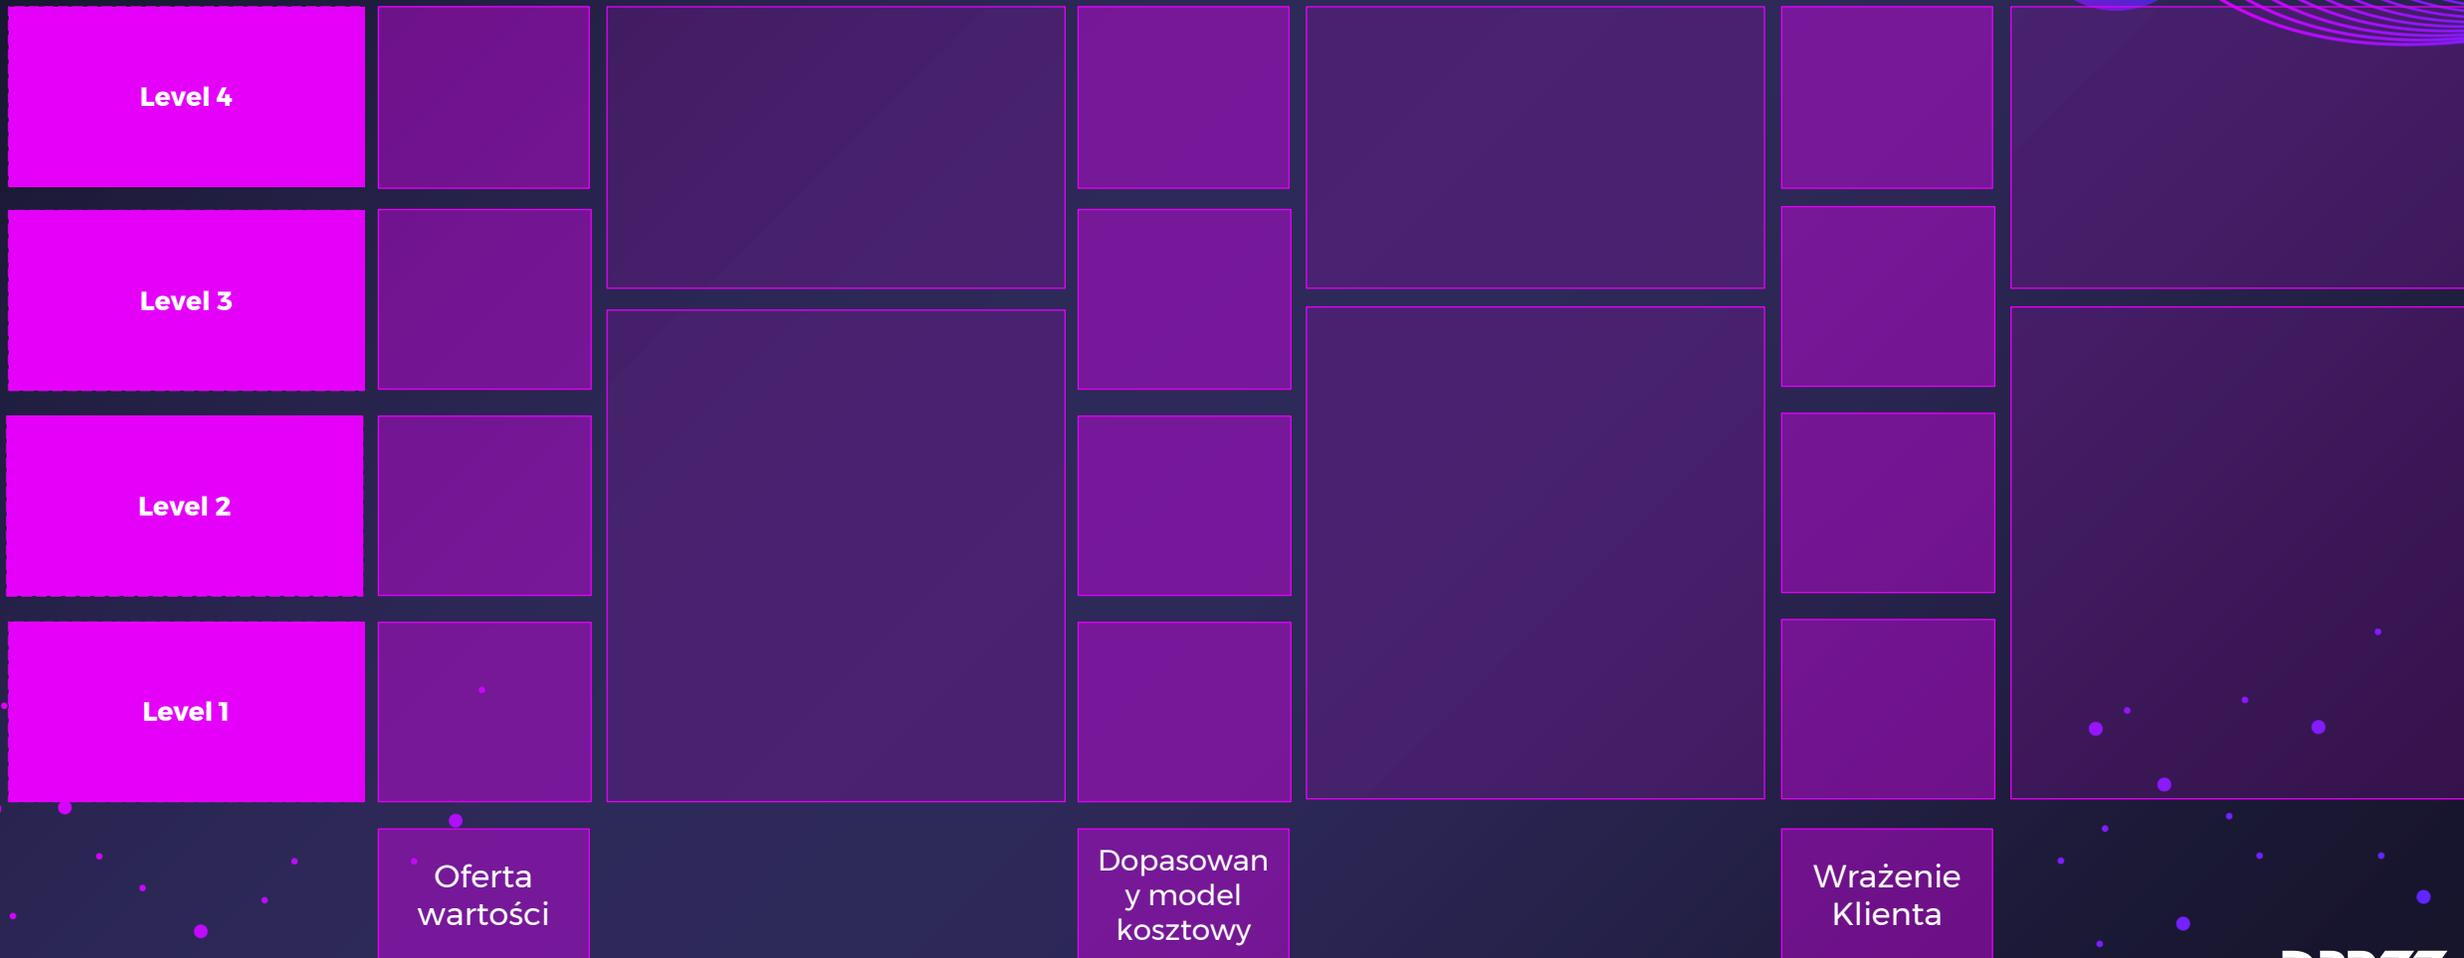 Level 4
Level 3
Level 2
Level 1
Oferta
wartości
Dopasowan
y model
kosztowy
Wrażenie
Klienta